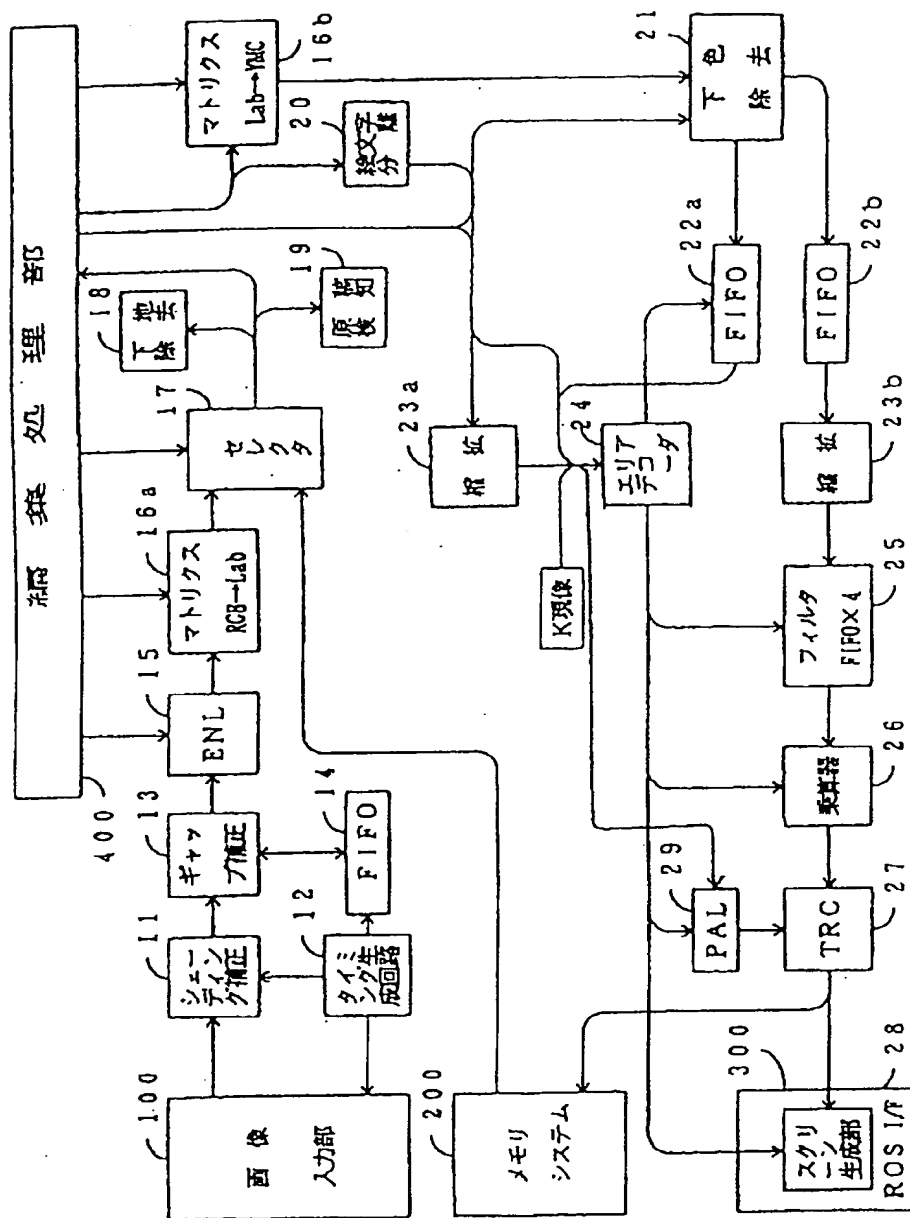 編集処理部
400
画像
入力部
100
シェー
ディン
グ補正
11
タイミ
ング生
成回路
12
ギャッ
プ補正
13
FIFO
14
ENL
15
マトリクス
RGB→Lab
16a
セレク
タ
17
下地
除去
18
原稿
検知
19
マトリクス
Lab→YMC
16b
絵文字
分離
20
メモリ
システム
200
縮拡
23a
K現像
エリア
デコ
ータ
24
FIFO
22a
下色
除去
21
FIFO
22b
縮拡
23b
フィルタ
FIFO×4
25
乗算器
26
TRC
27
PAL
29
スクリ
ーン
生成部
300
ROS I/F
28